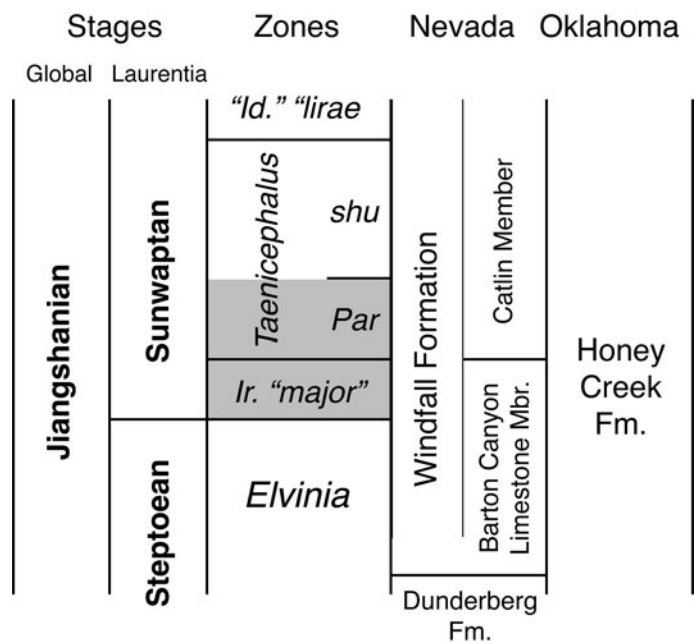 Stages Zones Nevada Oklahoma
Global Laurentia
Jiangshanian
Sunwaptan
Steptoean
“Id.” “lirae
Taenicephalus
shu
Par
Ir. “major”
Elvinia
Windfall Formation
Catlin Member
Barton Canyon
Limestone Mbr.
Dunderberg
Fm.
Honey
Creek
Fm.